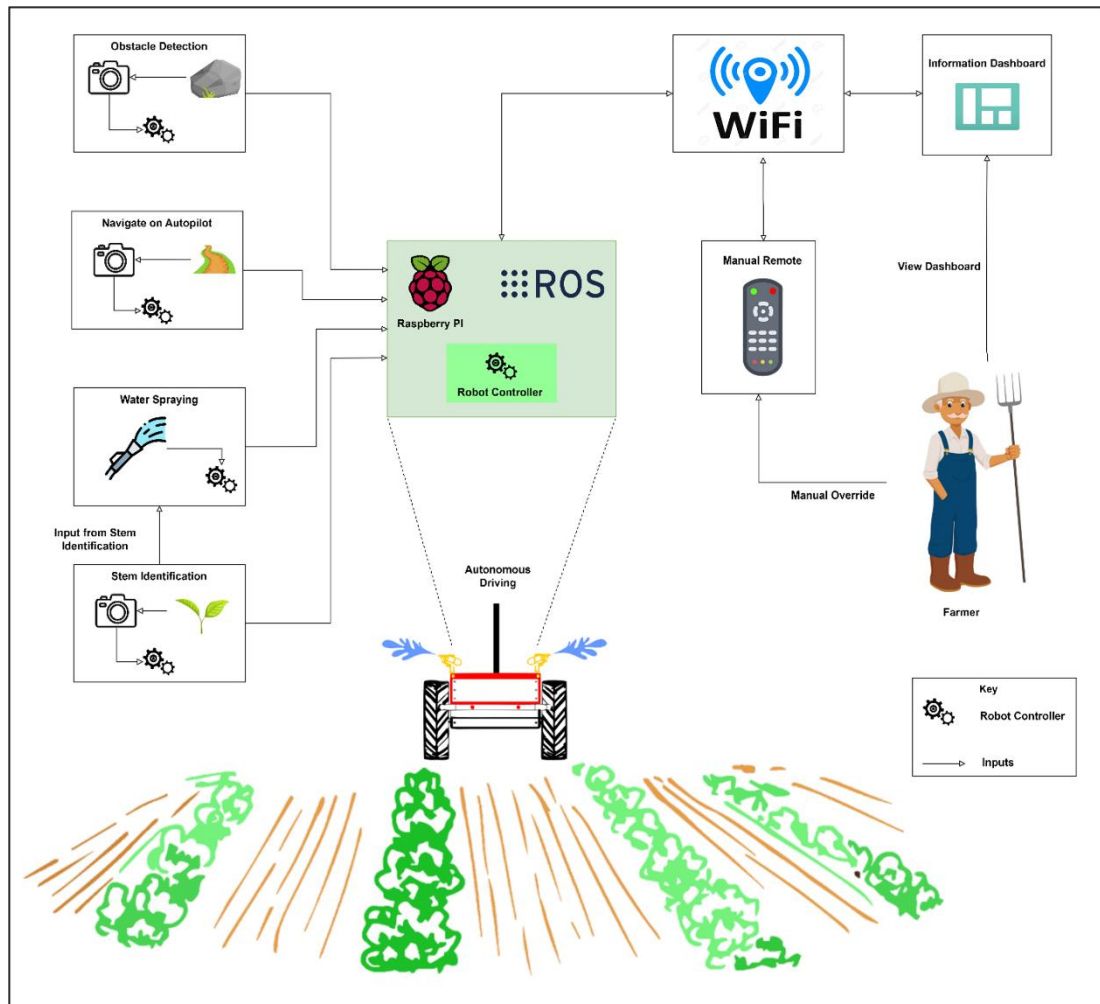 Obstacle Detection
WiFi
Information Dashboard
Navigate on Autopilot
Raspberry PI
ROS
Robot Controller
Manual Remote
View Dashboard
Water Spraying
Manual Override
Input from Stem
Identification
Stem Identification
Autonomous
Driving
Farmer
Key
Robot Controller
Inputs